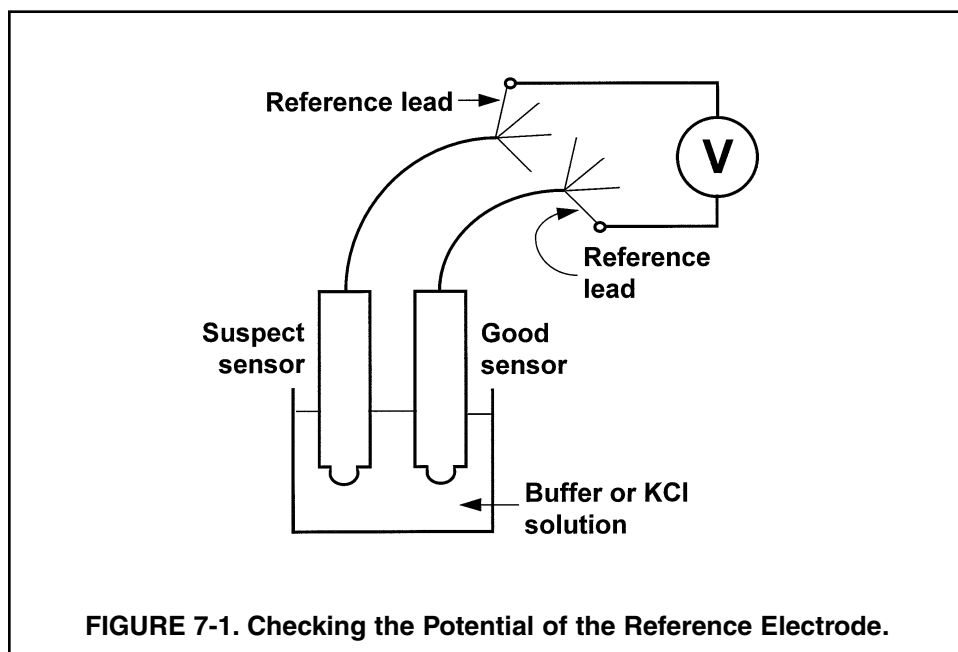 Reference lead
V
Reference
lead
Suspect
sensor
Good
sensor
Buffer or KCl
solution
FIGURE 7-1. Checking the Potential of the Reference Electrode.